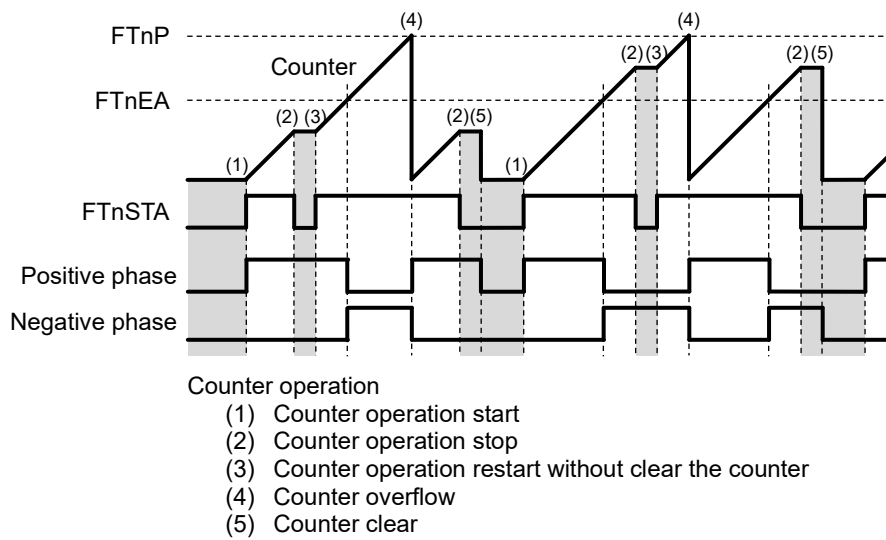 (4) (4)
FTnP
(2) (3) (2) (5)
Counter
FTnEA
(2) (3) (2) (5)
(1) (1)
FTnSTA
Positive phase
Negative phase
Counter operation
(1) Counter operation start
(2) Counter operation stop
(3) Counter operation restart without clear the counter
(4) Counter overflow
(5) Counter clear